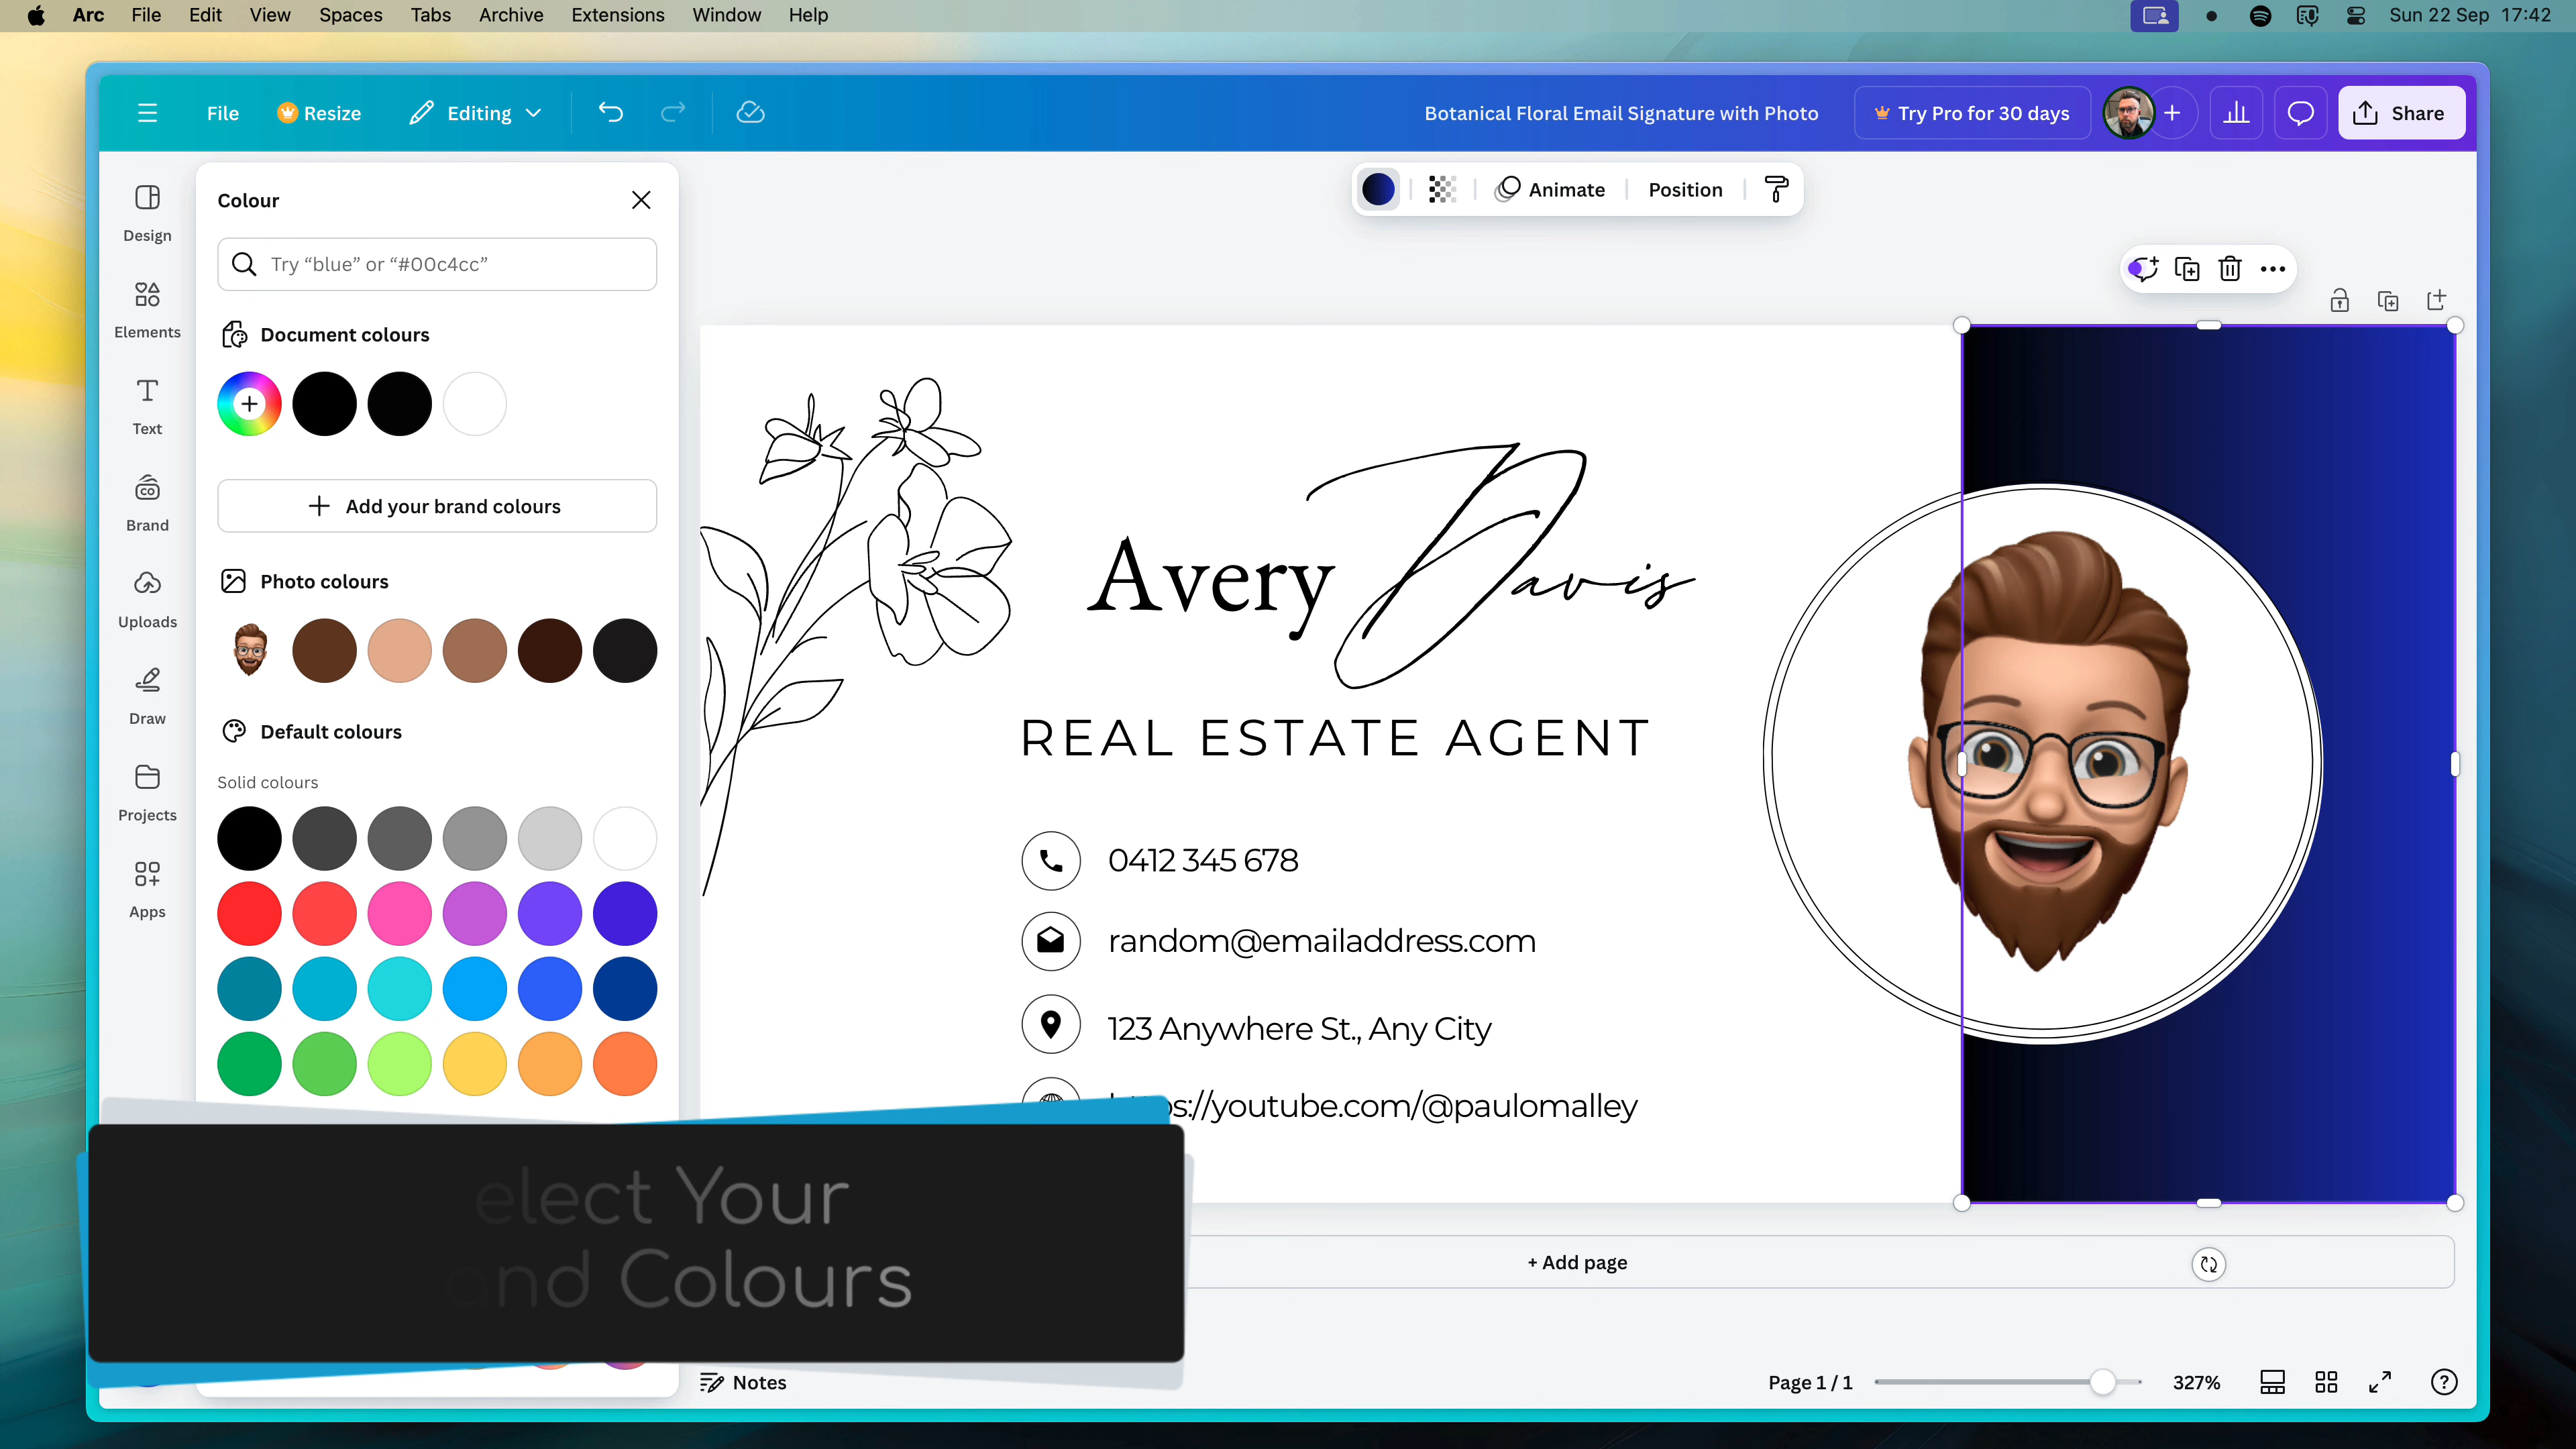 Arc File Edit View Spaces Tabs Archive Extensions Window Help
Sun 22 Sep 17:42
File Resize Editing
Botanical Floral Email Signature with Photo
Try Pro for 30 days
Share
Design
Elements
Text
CO
Brand
Uploads
Draw
Projects
Apps
Colour
Try “blue” or “#00c4cc”
Document colours
+ Add your brand colours
Photo colours
Default colours
Solid colours
Animate
Position
Avery Davis
REAL ESTATE AGENT
0412 345 678
random@emailaddress.com
123 Anywhere St., Any City
s://youtube.com/@paulomalley
elect Your
and Colours
+ Add page
Notes
Page 1 / 1
327%